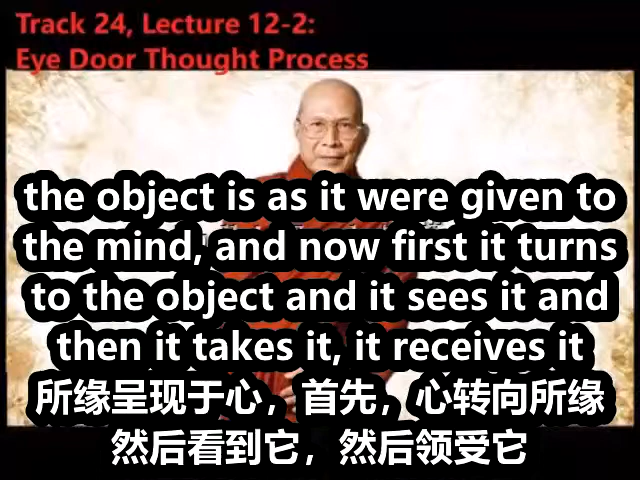 Track 24, Lecture 12-2:
Eye Door Thought Process
the object is as it were given to
the mind, and now first it turns
to the object and it sees it and
then it takes it, it receives it
所缘呈现于心，首先，心转向所缘
然后看到它，然后领受它